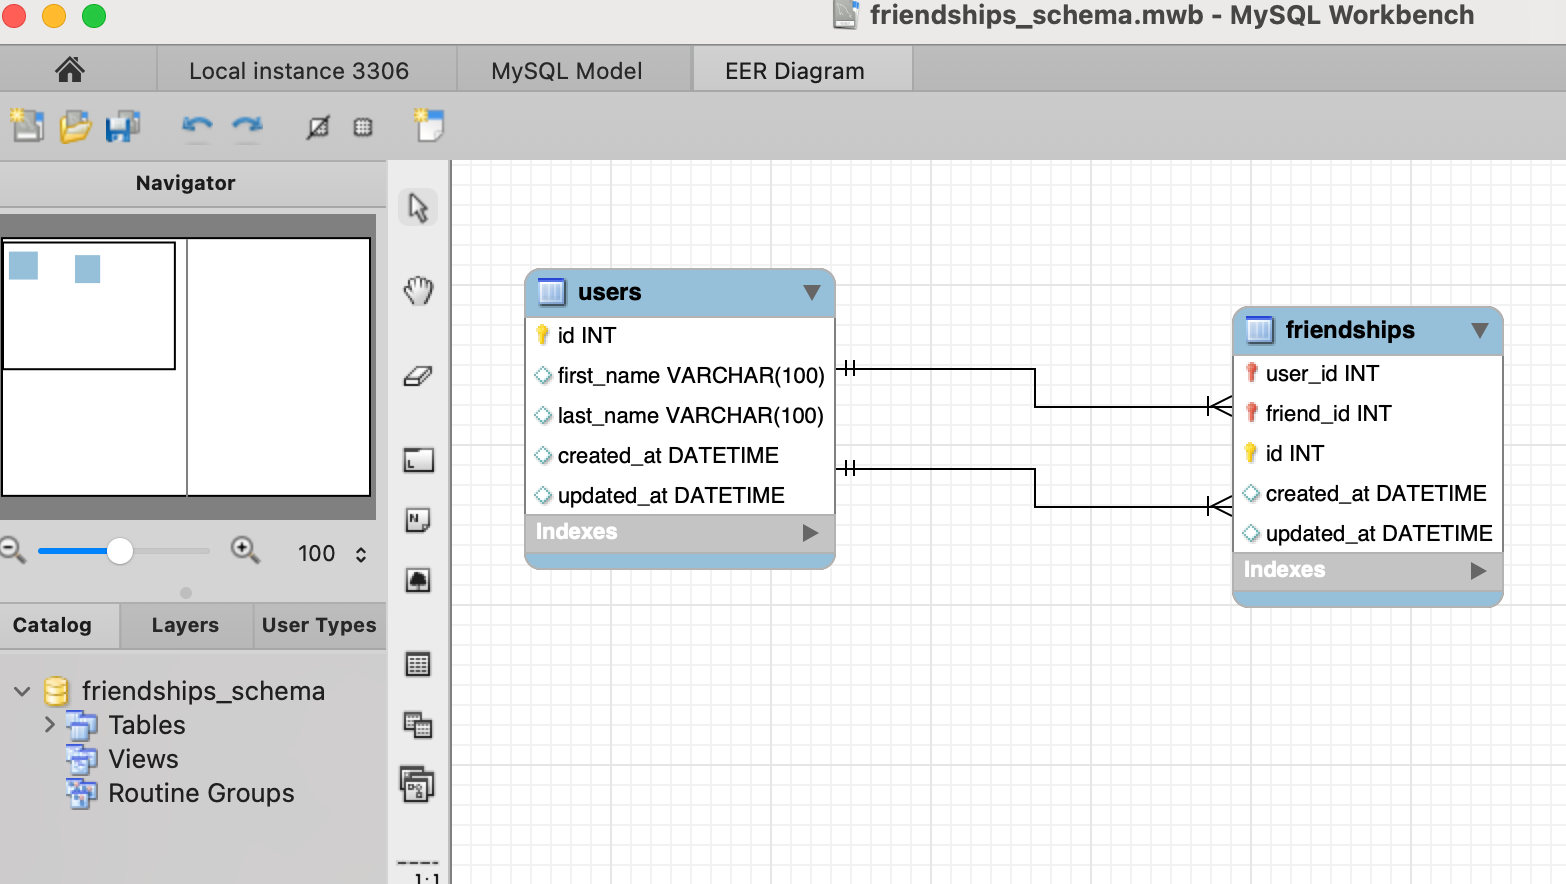 friendships_schema.mwb - MySQL Workbench
Local instance 3306
MySQL Model
EER Diagram
Navigator
100
Catalog
Layers
User Types
friendships_schema
Tables
Views
Routine Groups
L
N
1:1
users
id INT
first_name VARCHAR(100)
last_name VARCHAR(100)
created_at DATETIME
updated_at DATETIME
Indexes
friendships
user_id INT
friend_id INT
id INT
created_at DATETIME
updated_at DATETIME
Indexes